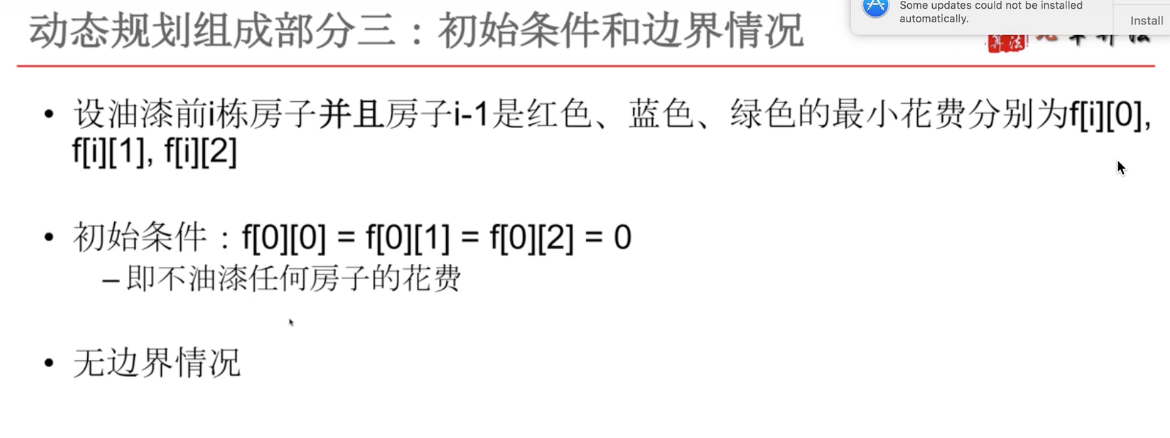 动态规划组成部分三：初始条件和边界情况
Some updates could not be installed
automatically.
Install
算法
• 设油漆前i栋房子并且房子i-1是红色、蓝色、绿色的最小花费分别为f[i][0],
f[i][1], f[i][2]
• 初始条件：f[0][0] = f[0][1] = f[0][2] = 0
– 即不油漆任何房子的花费
• 无边界情况